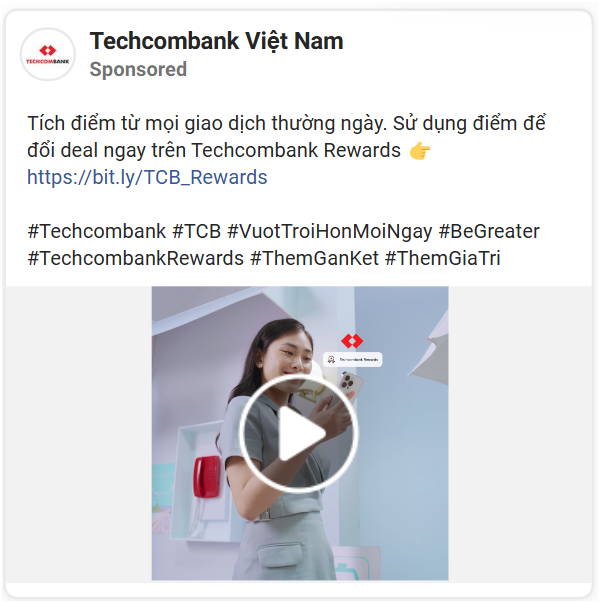 Techcombank Việt Nam
TECHCOMBANK
Sponsored
Tích điểm từ mọi giao dịch thường ngày. Sử dụng điểm để
đổi deal ngay trên Techcombank Rewards 👉
https://bit.ly/TCB_Rewards
#Techcombank #TCB #VuotTroiHonMoiNgay #BeGreater
#TechcombankRewards #ThemGanKet #ThemGiaTri
Techcombank Rewards